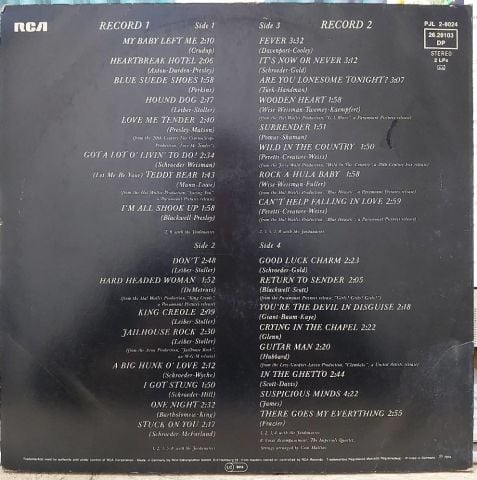 RCA
RECORD 1 Side 1
MY BABY LEFT ME 2:10
(Crudup)
HEARTBREAK HOTEL 2:06
(Axton-Durden-Presley)
BLUE SUEDE SHOES 1:58
(Perkins)
HOUND DOG 2:17
(Leiber-Stoller)
LOVE ME TENDER 2:40
(Presley-Matson)
GOT A LOT O' LIVIN' TO DO! 2:34
(Schroeder-Weisman)
(Let Me Be Your) TEDDY BEAR 1:43
(Mann-Lowe)
I'M ALL SHOOK UP 1:58
(Blackwell-Presley)
Side 2
DON'T 2:48
(Leiber-Stoller)
HARD HEADED WOMAN 1:52
(DeMetruis)
KING CREOLE 2:09
(Leiber-Stoller)
JAILHOUSE ROCK 2:30
(Leiber-Stoller)
A BIG HUNK O' LOVE 2:12
(Schroeder-Wyche)
I GOT STUNG 1:50
(Schroeder-Hill)
ONE NIGHT 2:32
(Bartholomew-King)
STUCK ON YOU 2:17
(Schroeder-McFarland)
Side 3 RECORD 2
FEVER 3:32
(Davenport-Cooley)
IT'S NOW OR NEVER 3:12
(Schroeder-Gold)
ARE YOU LONESOME TONIGHT? 3:07
(Turk-Handman)
WOODEN HEART 1:58
(Wise-Weisman-Twomey-Kaempfert)
SURRENDER 1:51
(Pomus-Shuman)
WILD IN THE COUNTRY 1:50
(Peretti-Creatore-Weiss)
ROCK A HULA BABY 1:58
(Wise-Weisman-Fuller)
CAN'T HELP FALLING IN LOVE 2:59
(Peretti-Creatore-Weiss)
Side 4
GOOD LUCK CHARM 2:23
(Schroeder-Gold)
RETURN TO SENDER 2:05
(Blackwell-Scott)
YOU'RE THE DEVIL IN DISGUISE 2:18
(Giant-Baum-Kaye)
CRYING IN THE CHAPEL 2:22
(Glenn)
GUITAR MAN 2:20
(Hubbard)
IN THE GHETTO 2:44
(Scott-Davis)
SUSPICIOUS MINDS 4:22
(James)
THERE GOES MY EVERYTHING 2:55
(Frazier)
PJL 2-8024
26.28103
DP
STEREO
2 LPs